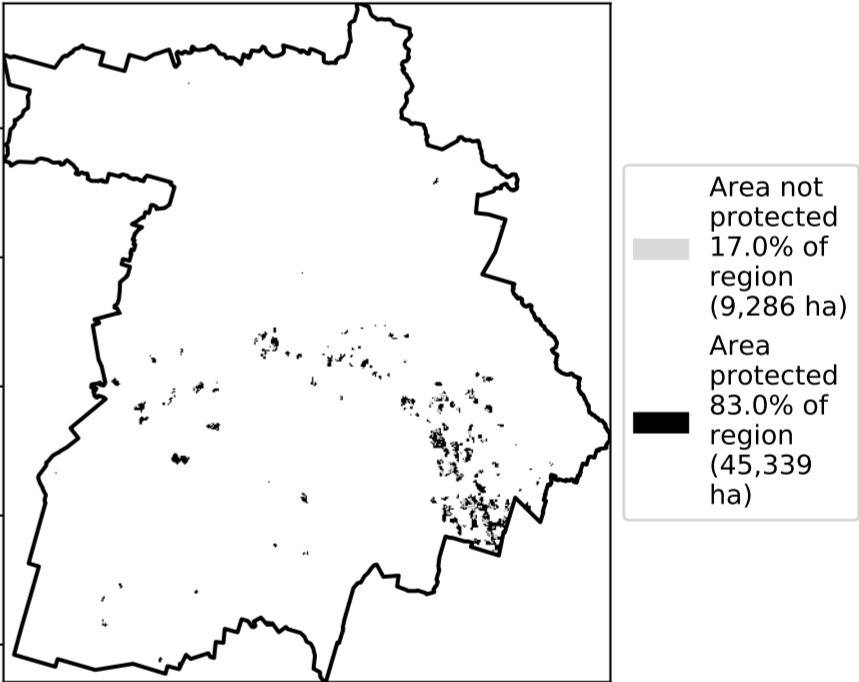 Area not
protected
17.0% of
region
(9,286 ha)
Area
protected
83.0% of
region
(45,339
ha)